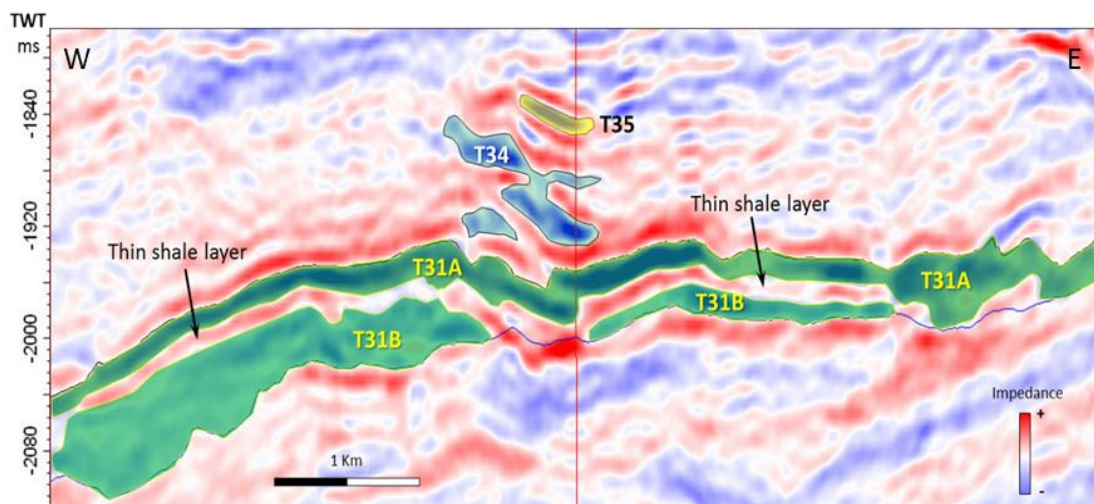 TWT
ms
W
E
-1840
-1920
-2000
-2080
T35
T34
Thin shale layer
Thin shale layer
T31A
T31A
T31B
T31B
1 Km
Impedance
+
-